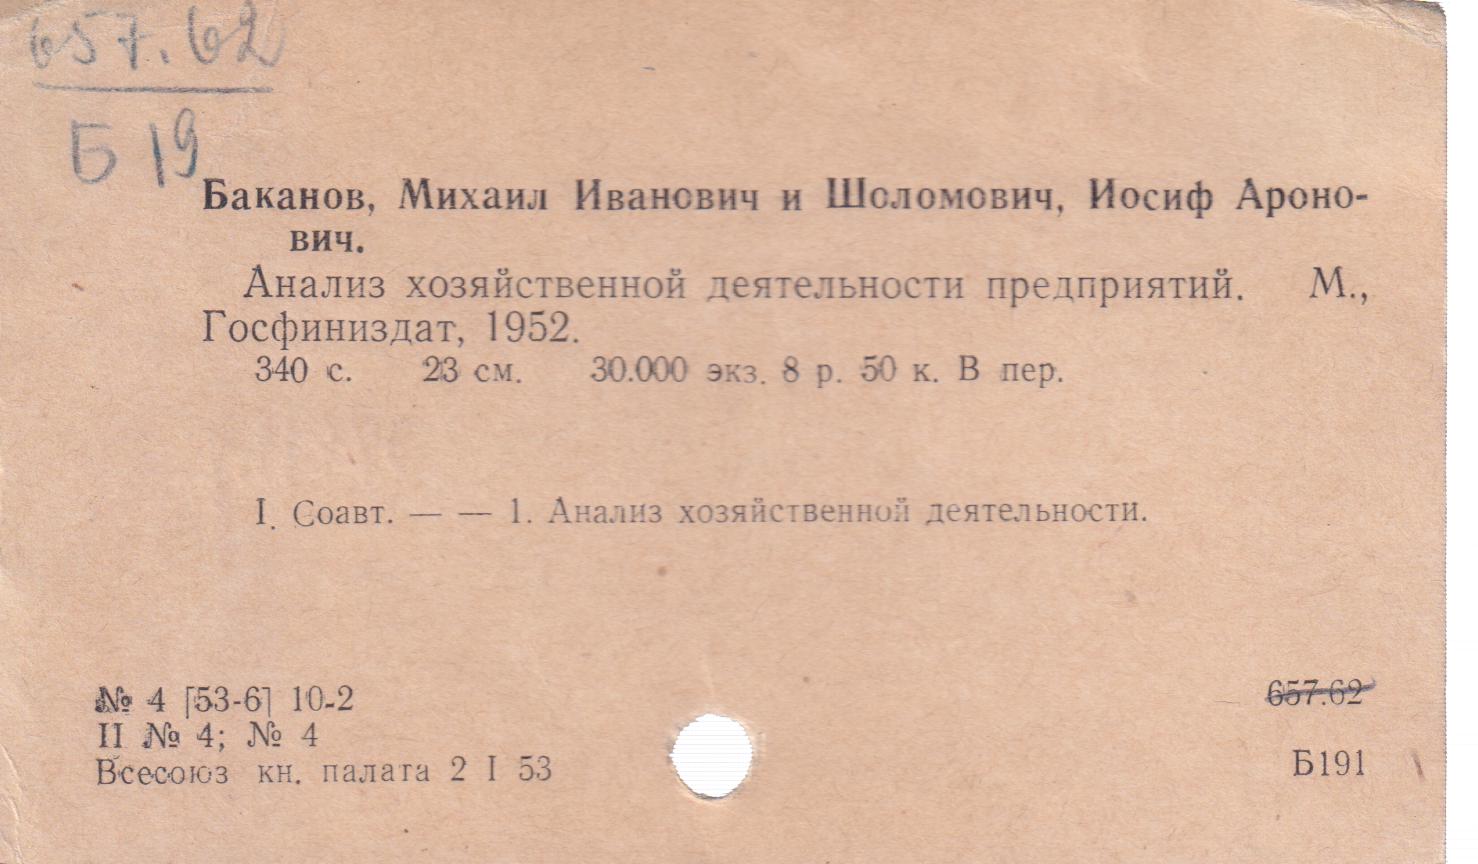 657.62
Б 19
Баканов, Михаил Иванович и Шоломович, Иосиф Ароно-
вич.
Анализ хозяйственной деятельности предприятий. М.,
Госфиниздат, 1952.
340 с. 23 см. 30.000 экз. 8 р. 50 к. В пер.
I. Соавт. — — 1. Анализ хозяйственной деятельности.
№ 4 [53-6] 10-2
657.62
II № 4; № 4
Всесоюз кн. палата 2 I 53
Б191